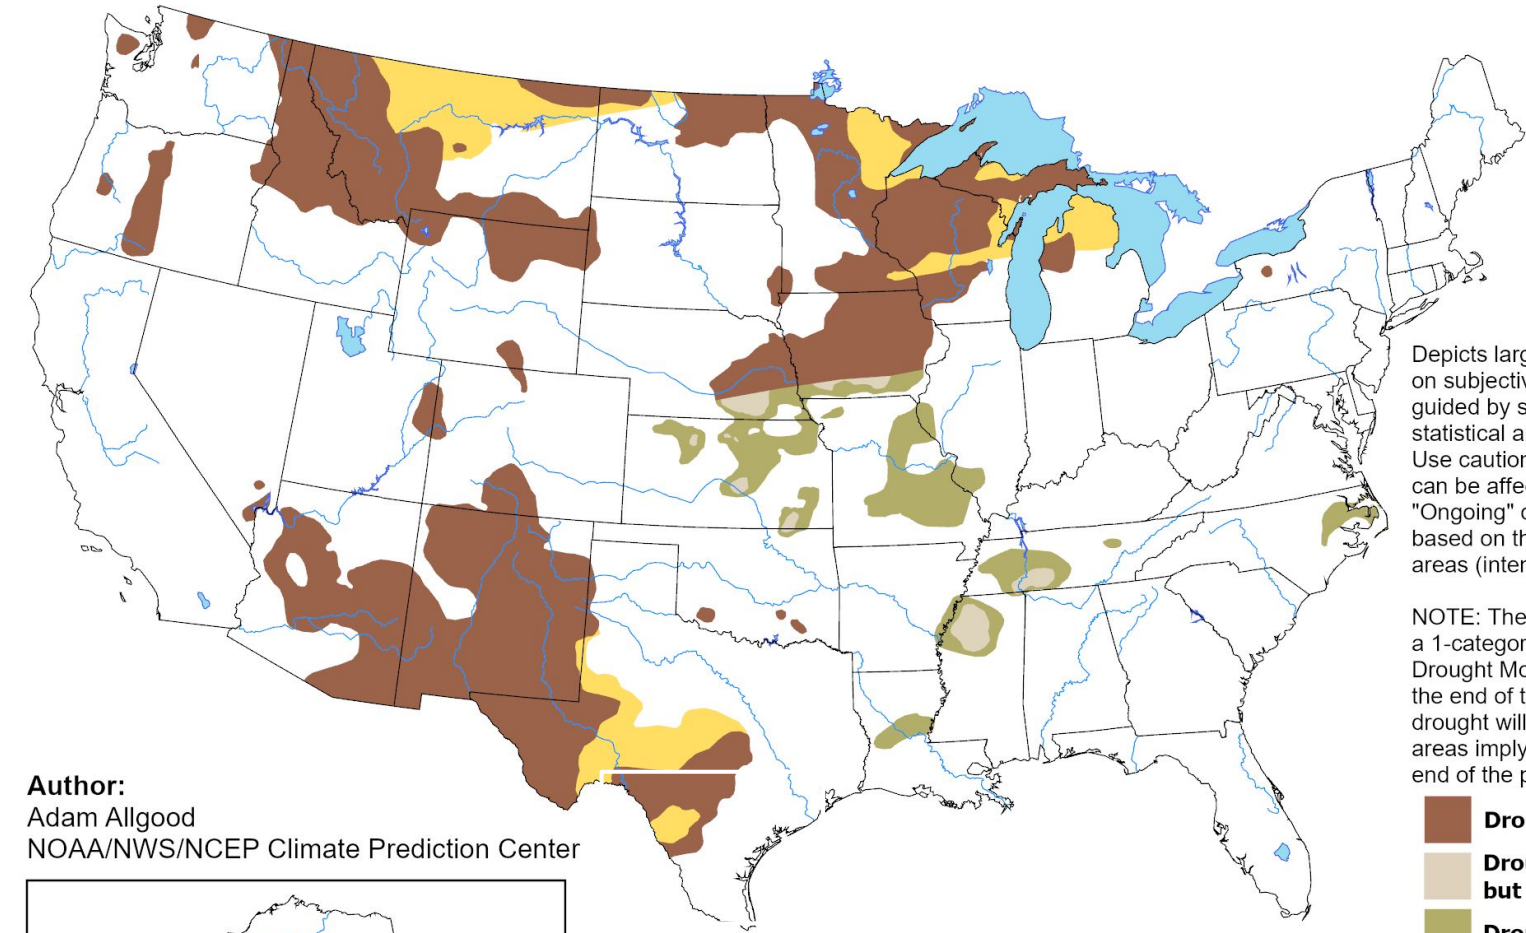 Depicts larg
on subjectiv
guided by s
statistical a
Use caution
can be affe
"Ongoing"
based on th
areas (inter
NOTE: The
a 1-categor
Drought Mo
the end of t
drought will
areas imply
end of the p
Author:
Adam Allgood
NOAA/NWS/NCEP Climate Prediction Center
Dro
Dro
but